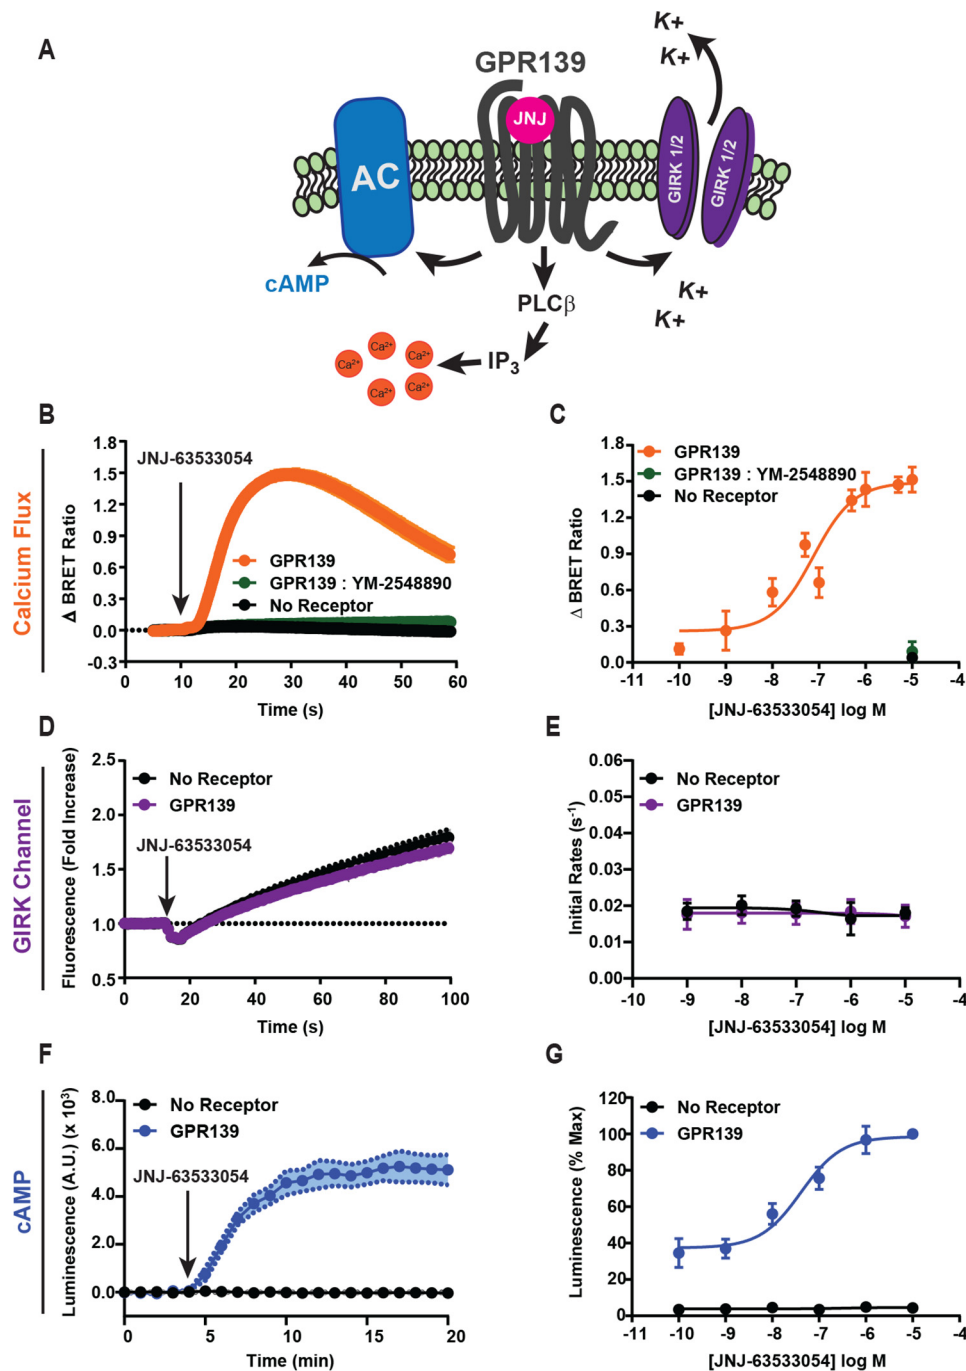 A
K+
K+
GPR139
JNJ
GIRK 1/2
GIRK 1/2
AC
cAMP
PLCβ
K+
K+
IP3
Ca2+
Ca2+
Ca2+
Ca2+
Ca2+
B
Calcium Flux
Δ BRET Ratio
1.8
1.5
1.2
0.9
0.6
0.3
0.0
-0.3
JNJ-63533054
GPR139
GPR139 : YM-2548890
No Receptor
0 10 20 30 40 50 60
Time (s)
C
Δ BRET Ratio
1.8
1.5
1.2
0.9
0.6
0.3
0.0
GPR139
GPR139 : YM-2548890
No Receptor
-11 -10 -9 -8 -7 -6 -5 -4
[JNJ-63533054] log M
D
GIRK Channel
Fluorescence (Fold Increase)
2.5
2.0
1.5
1.0
0.5
No Receptor
GPR139
JNJ-63533054
0 20 40 60 80 100
Time (s)
E
Initial Rates (s-1)
0.06
0.05
0.04
0.03
0.02
0.01
0.00
No Receptor
GPR139
-10 -9 -8 -7 -6 -5 -4
[JNJ-63533054] log M
F
cAMP
Luminescence (A.U.) (x 10³)
8.0
6.0
4.0
2.0
0.0
No Receptor
GPR139
JNJ-63533054
0 5 10 15 20
Time (min)
G
Luminescence (% Max)
120
100
80
60
40
20
0
No Receptor
GPR139
-11 -10 -9 -8 -7 -6 -5 -4
[JNJ-63533054] log M